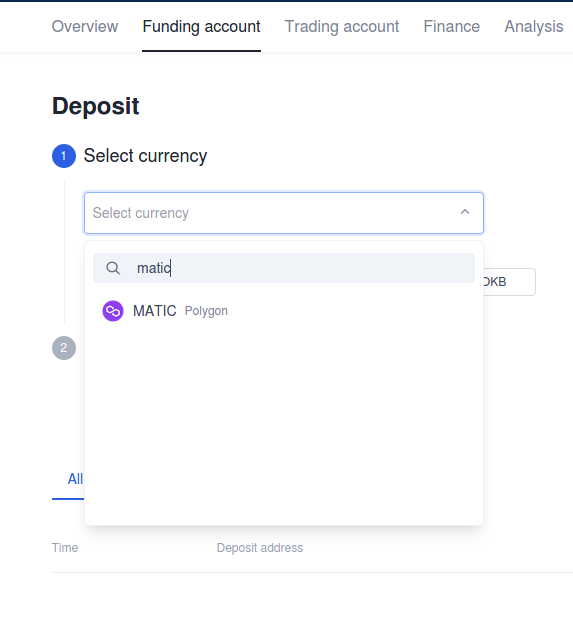 Overview Funding account Trading account Finance Analysis
Deposit
1 Select currency
Select currency
matic
OKB
MATIC Polygon
2
All
Time Deposit address